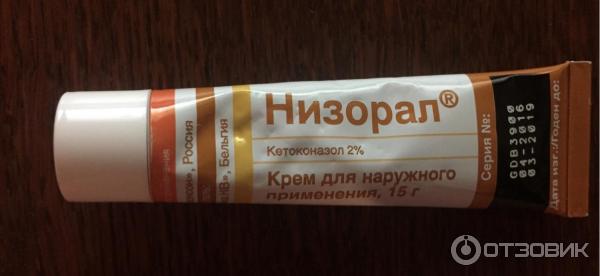 Низорал®
Кетоконазол 2%
Крем для наружного
применения, 15 г
Россия
Бельгия
Серия №:
Дата изг.:/Годен до:
GDB3900
04-2016
03-2019
ОТЗОВИК